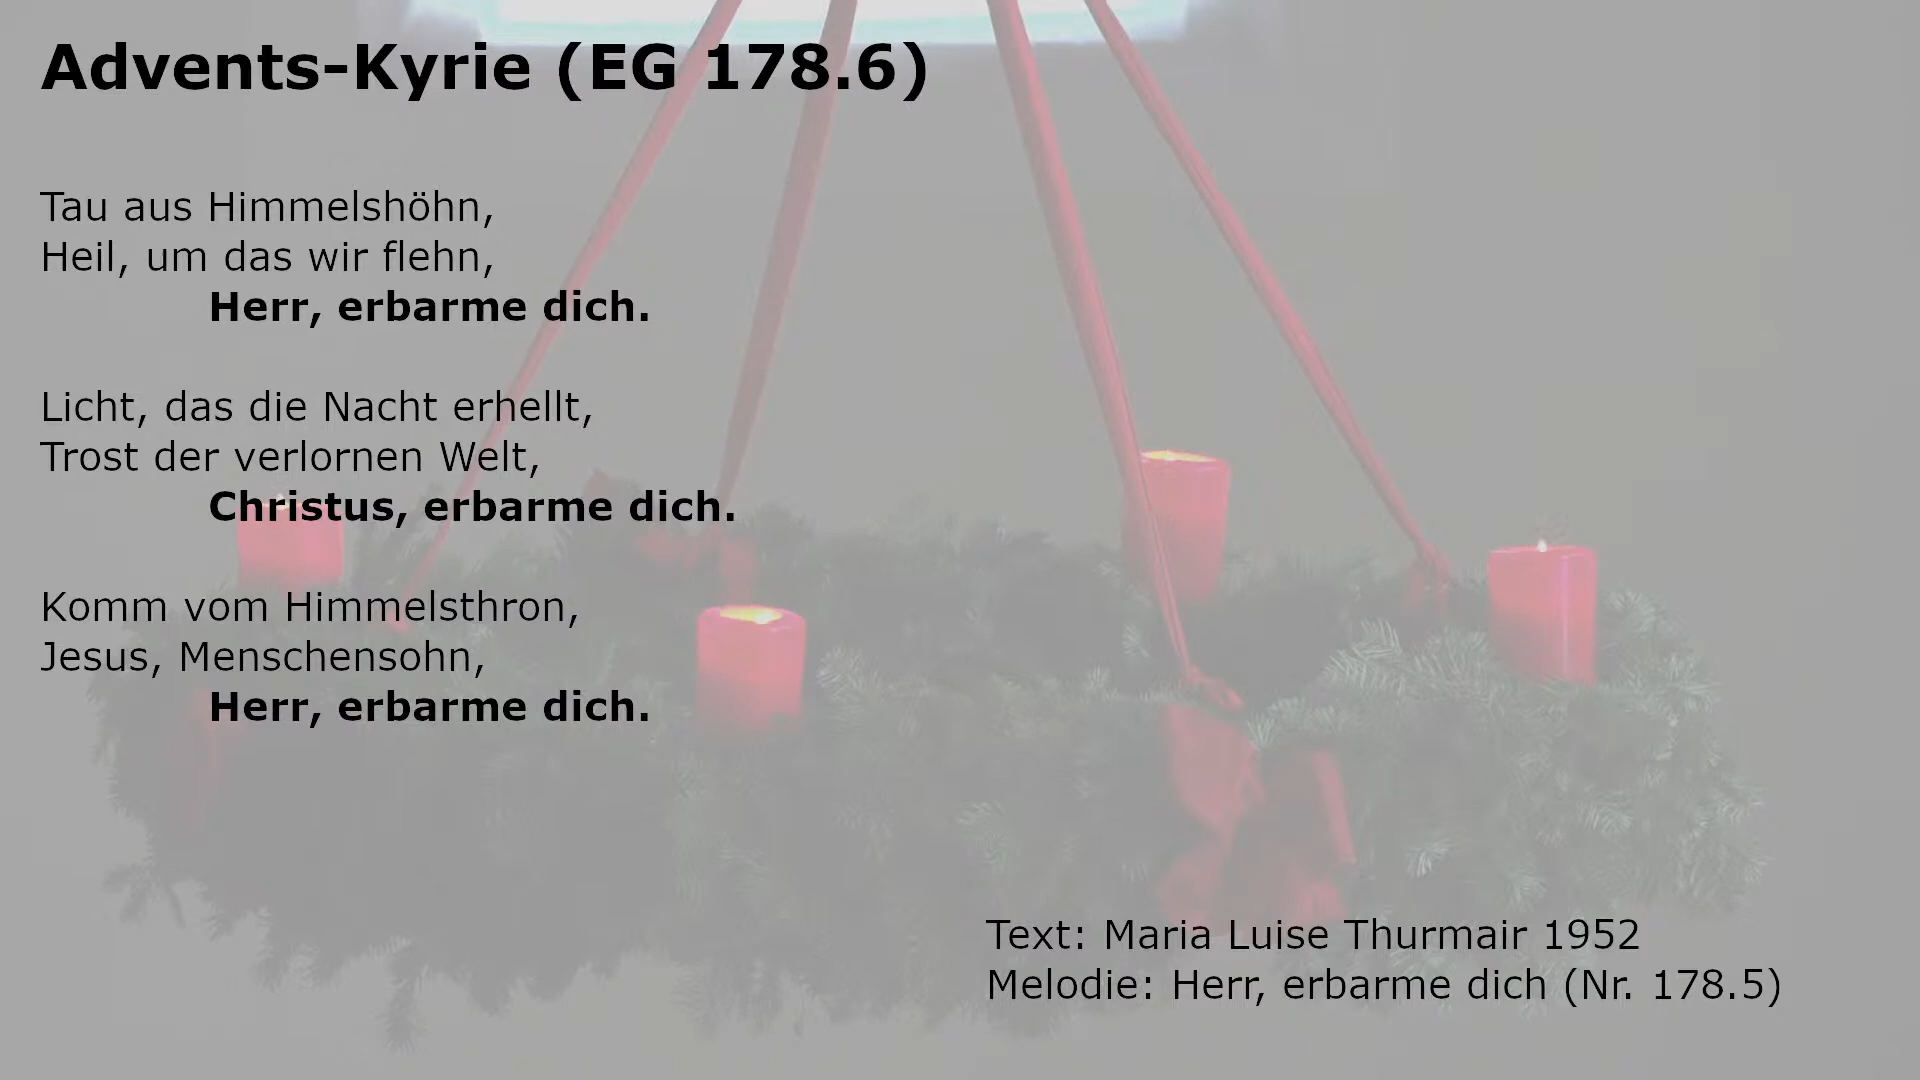 Advents-Kyrie (EG 178.6)
Tau aus Himmelshöhn,
Heil, um das wir flehn,
Herr, erbarme dich.
Licht, das die Nacht erhellt,
Trost der verlornen Welt,
Christus, erbarme dich.
Komm vom Himmelsthron,
Jesus, Menschensohn,
Herr, erbarme dich.
Text: Maria Luise Thurmair 1952
Melodie: Herr, erbarme dich (Nr. 178.5)